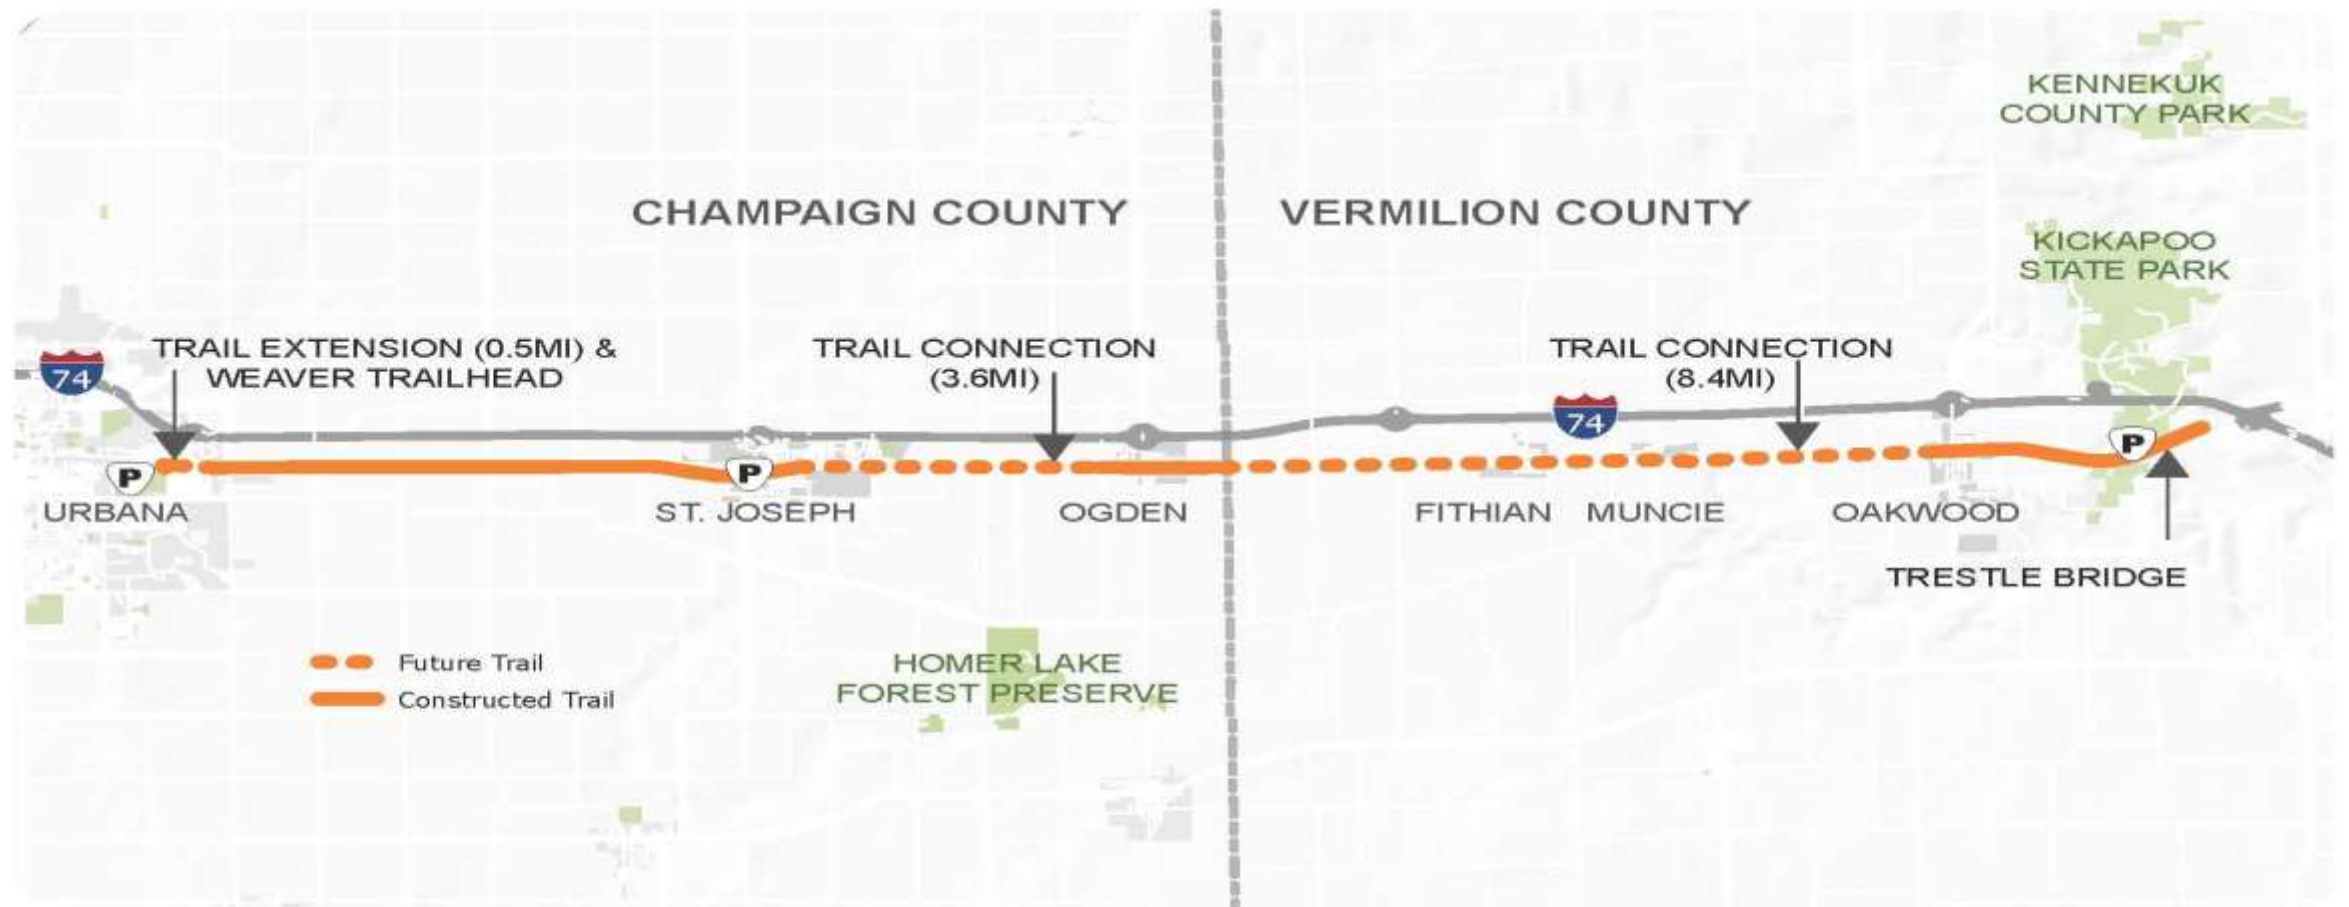 KENNEKUK
COUNTY PARK
CHAMPAIGN COUNTY
VERMILION COUNTY
KICKAPOO
STATE PARK
TRAIL EXTENSION (0.5MI) &
WEAVER TRAILHEAD
TRAIL CONNECTION
(3.6MI)
TRAIL CONNECTION
(8.4MI)
74
74
P
P
P
URBANA
ST. JOSEPH
OGDEN
FITHIAN
MUNCIE
OAKWOOD
TRESTLE BRIDGE
Future Trail
Constructed Trail
HOMER LAKE
FOREST PRESERVE